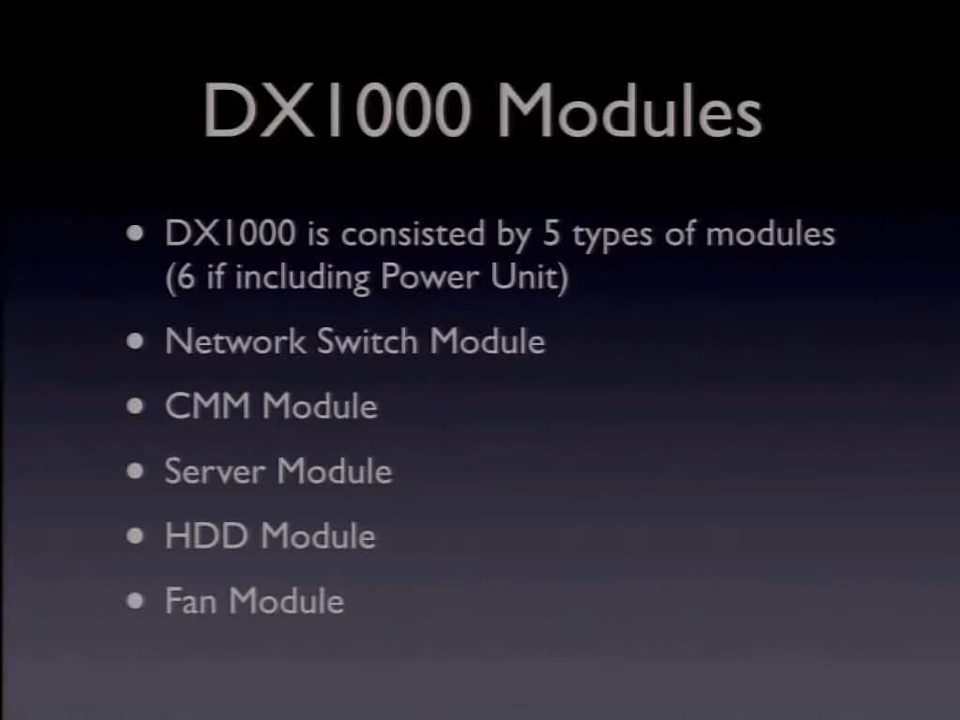 DX1000 Modules
• DX1000 is consisted by 5 types of modules
(6 if including Power Unit)
• Network Switch Module
• CMM Module
• Server Module
• HDD Module
• Fan Module